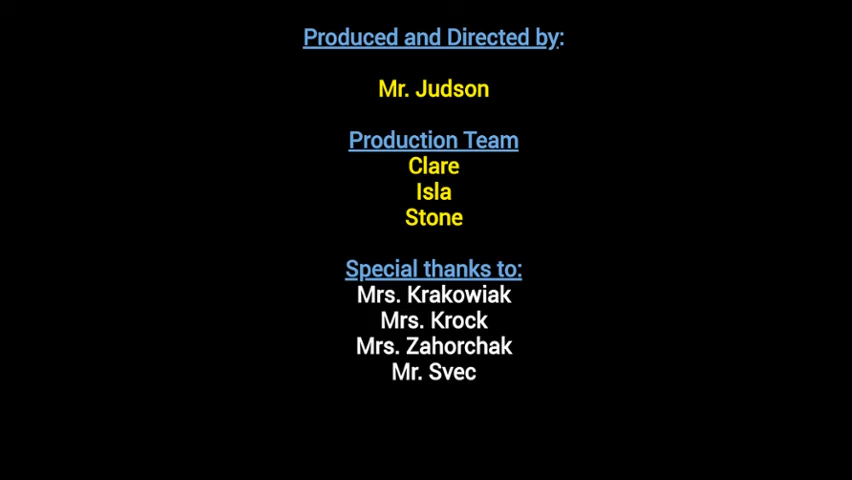 Produced and Directed by:
Mr. Judson
Production Team
Clare
Isla
Stone
Special thanks to:
Mrs. Krakowiak
Mrs. Krock
Mrs. Zahorchak
Mr. Svec